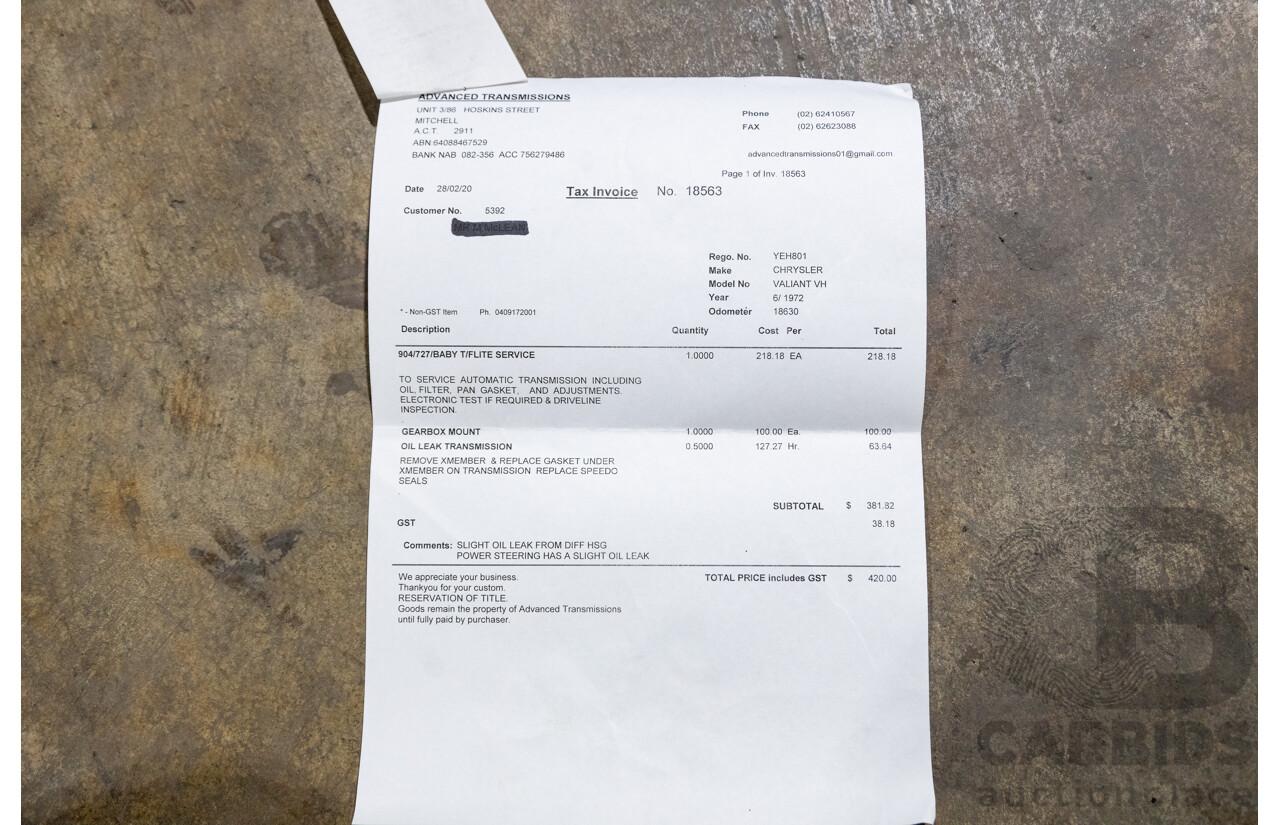 ADVANCED TRANSMISSIONS
UNIT 3/86 HOSKINS STREET
MITCHELL
A.C.T. 2911
ABN 64088467529
BANK NAB 082-356 ACC 756279486
Phone (02) 62410567
FAX (02) 62623088
advancedtransmissions01@gmail.com
Page 1 of Inv. 18563
Date 28/02/20 Tax Invoice No. 18563
Customer No. 5392
Rego. No. YEH801
Make CHRYSLER
Model No VALIANT VH
Year 6/ 1972
* - Non-GST Item Ph. 0409172001 Odometer 18630
Description Quantity Cost Per Total
904/727/BABY T/FLITE SERVICE 1.0000 218.18 EA 218.18
TO SERVICE AUTOMATIC TRANSMISSION INCLUDING
OIL, FILTER, PAN GASKET, AND ADJUSTMENTS.
ELECTRONIC TEST IF REQUIRED & DRIVELINE
INSPECTION.
GEARBOX MOUNT 1.0000 100.00 Ea. 100.00
OIL LEAK TRANSMISSION 0.5000 127.27 Hr. 63.64
REMOVE XMEMBER & REPLACE GASKET UNDER
XMEMBER ON TRANSMISSION REPLACE SPEEDO
SEALS
SUBTOTAL $ 381.82
GST 38.18
Comments: SLIGHT OIL LEAK FROM DIFF HSG
POWER STEERING HAS A SLIGHT OIL LEAK
We appreciate your business. TOTAL PRICE includes GST $ 420.00
Thankyou for your custom.
RESERVATION OF TITLE.
Goods remain the property of Advanced Transmissions
until fully paid by purchaser.
CARBIDS
auction place